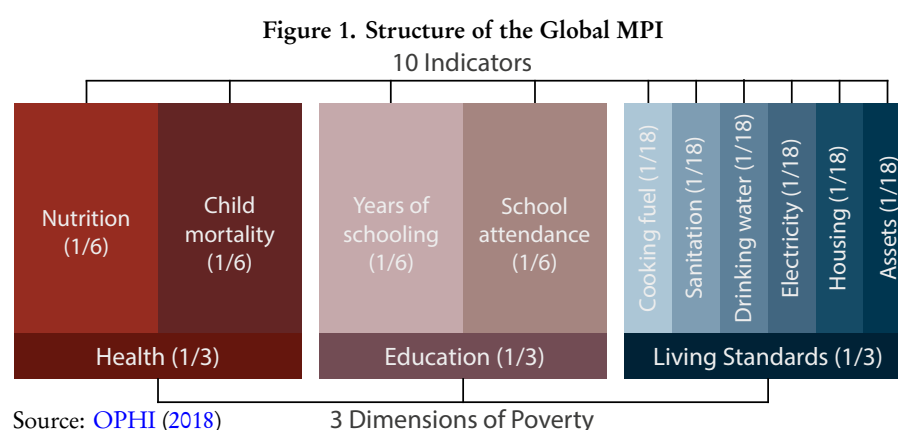 Figure 1. Structure of the Global MPI
10 Indicators
Nutrition
(1/6)
Child
mortality
(1/6)
Years of
schooling
(1/6)
School
attendance
(1/6)
Cooking fuel (1/18)
Sanitation (1/18)
Drinking water (1/18)
Electricity (1/18)
Housing (1/18)
Assets (1/18)
Health (1/3)
Education (1/3)
Living Standards (1/3)
Source: OPHI (2018)
3 Dimensions of Poverty